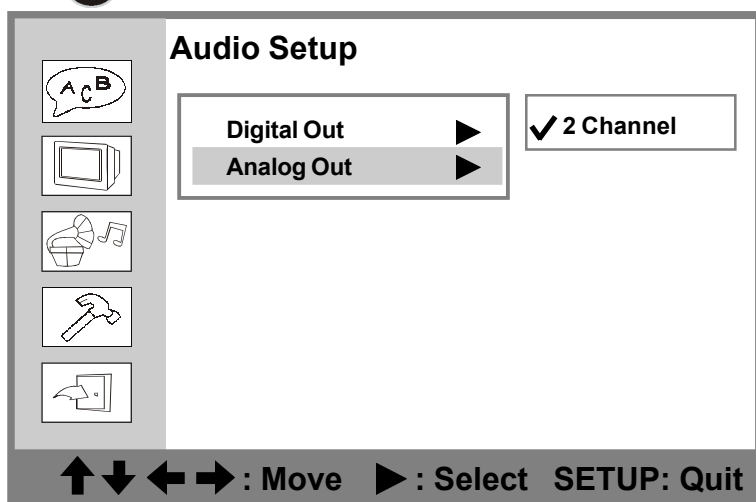 Audio Setup
A C B
Digital Out ▶
Analog Out ▶
✓ 2 Channel
↑ ↓ ← → : Move ▶ : Select SETUP: Quit